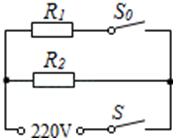 R₁ S₀
R₂
220V S